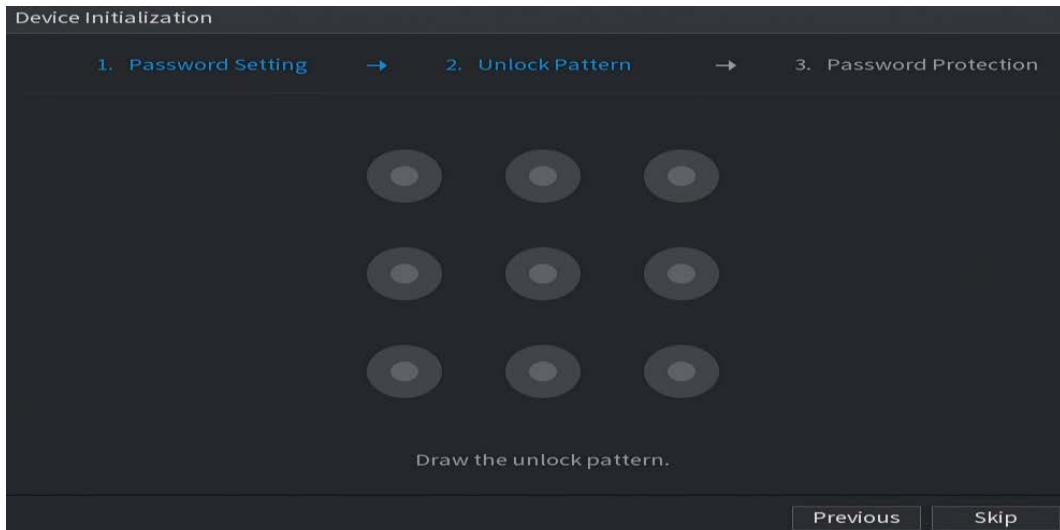 Device Initialization
1. Password Setting → 2. Unlock Pattern → 3. Password Protection
Draw the unlock pattern.
Previous Skip